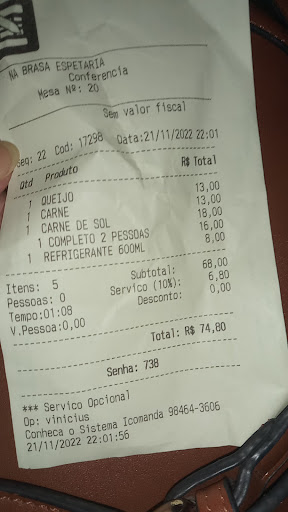 NA BRASA ESPETARIA
Conferencia
Mesa Nº: 20
Sem valor fiscal
Seq: 22 Cod: 17298 Data:21/11/2022 22:01
Qtd Produto R$ Total
1 QUEIJO 13,00
1 CARNE 13,00
1 CARNE DE SOL 18,00
1 COMPLETO 2 PESSOAS 16,00
1 REFRIGERANTE 600ML 8,00
Itens: 5 Subtotal: 68,00
Pessoas: 0 Servico (10%): 6,80
Tempo:01:08 Desconto: 0,00
V.Pessoa:0,00
Total: R$ 74,80
Senha: 738
*** Servico Opcional
Op: vinicius
Conheca o Sistema Icomanda 98464-3606
21/11/2022 22:01:56